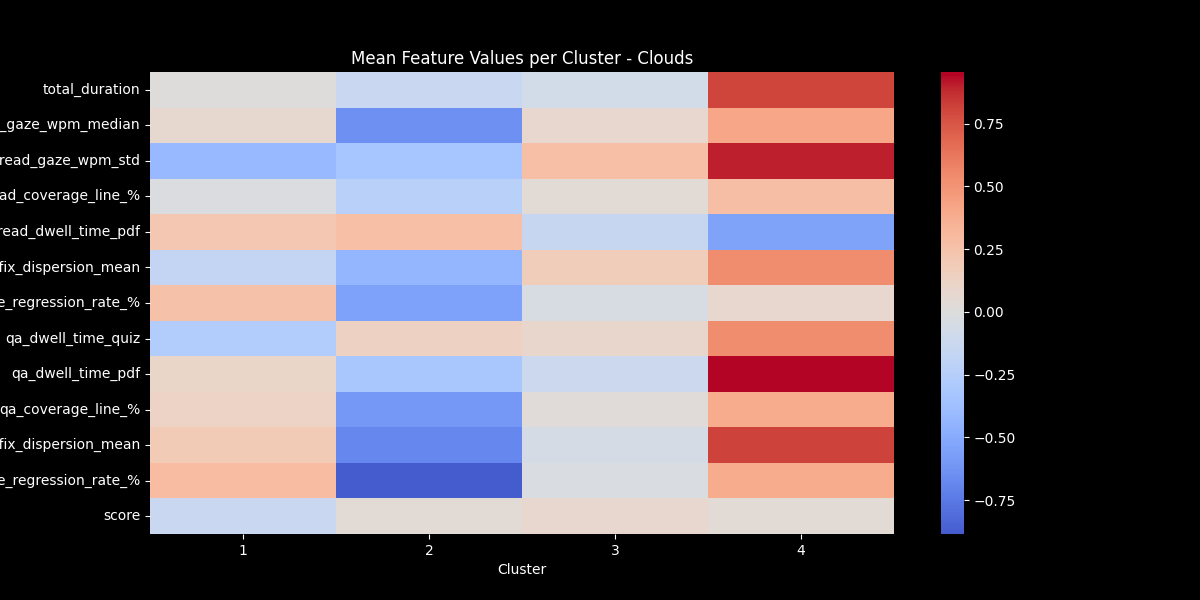 Mean Feature Values per Cluster - Clouds
total_duration
_gaze_wpm_median
read_gaze_wpm_std
ad_coverage_line_%
read_dwell_time_pdf
fix_dispersion_mean
e_regression_rate_%
qa_dwell_time_quiz
qa_dwell_time_pdf
qa_coverage_line_%
fix_dispersion_mean
e_regression_rate_%
score
1 2 3 4
Cluster
0.75
0.50
0.25
0.00
−0.25
−0.50
−0.75